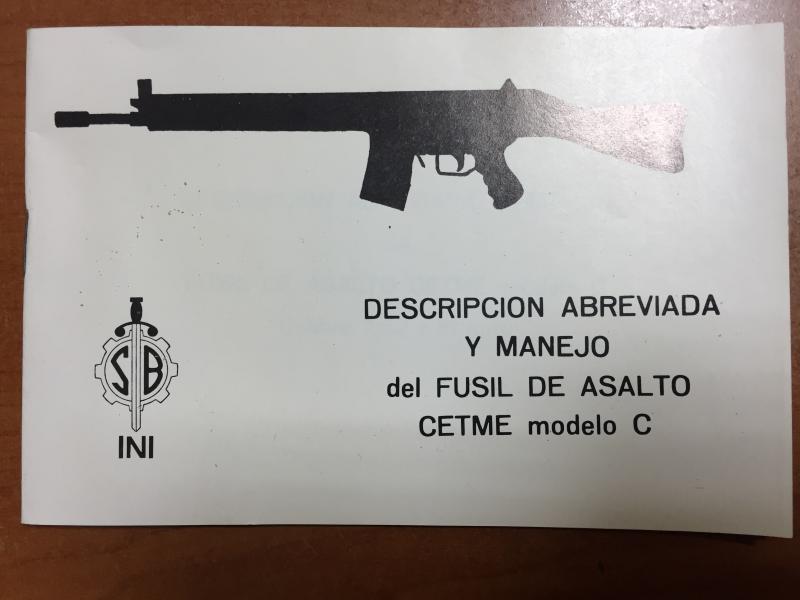 DESCRIPCION ABREVIADA
Y MANEJO
del FUSIL DE ASALTO
CETME modelo C
SB
INI